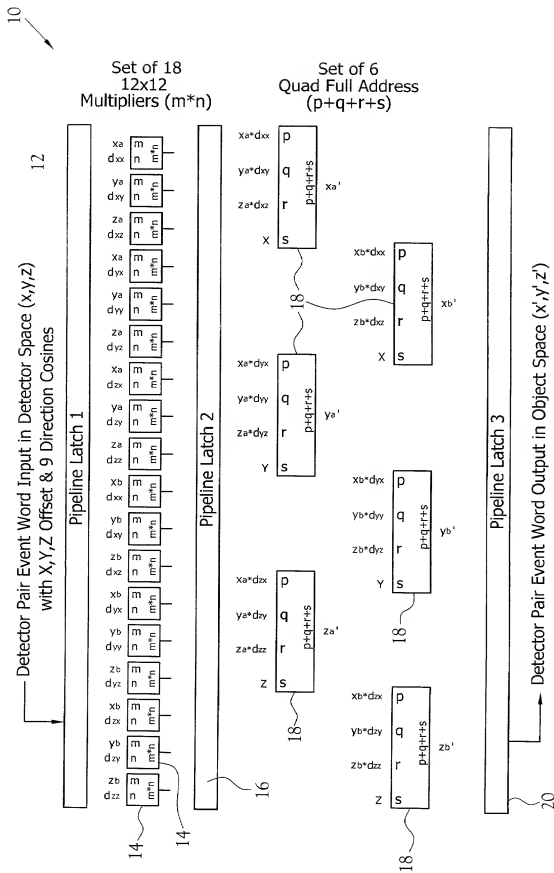 10
Detector Pair Event Word Input in Detector Space (x,y,z)
with X,Y,Z Offset & 9 Direction Cosines
12
Pipeline Latch 1
Set of 18
12x12
Multipliers (m*n)
xa m
dxx n m*n
ya m
dxy n m*n
za m
dxz n m*n
xa m
dyx n m*n
ya m
dyy n m*n
za m
dyz n m*n
xa m
dzx n m*n
ya m
dzy n m*n
za m
dzz n m*n
xb m
dxx n m*n
yb m
dxy n m*n
zb m
dxz n m*n
xb m
dyx n m*n
yb m
dyy n m*n
zb m
dyz n m*n
xb m
dzx n m*n
yb m
dzy n m*n
zb m
dzz n m*n
14
14
Pipeline Latch 2
16
Set of 6
Quad Full Address
(p+q+r+s)
xa*dxx p
ya*dxy q
za*dxz r
X s
p+q+r+s
xa'
18
xb*dxx p
yb*dxy q
zb*dxz r
X s
p+q+r+s
xb'
xa*dyx p
ya*dyy q
za*dyz r
Y s
p+q+r+s
ya'
xb*dyx p
yb*dyy q
zb*dyz r
Y s
p+q+r+s
yb'
18
xa*dzx p
ya*dzy q
za*dzz r
Z s
p+q+r+s
za'
18
xb*dzx p
yb*dzy q
zb*dzz r
Z s
p+q+r+s
zb'
18
Pipeline Latch 3
20
Detector Pair Event Word Output in Object Space (x',y',z')